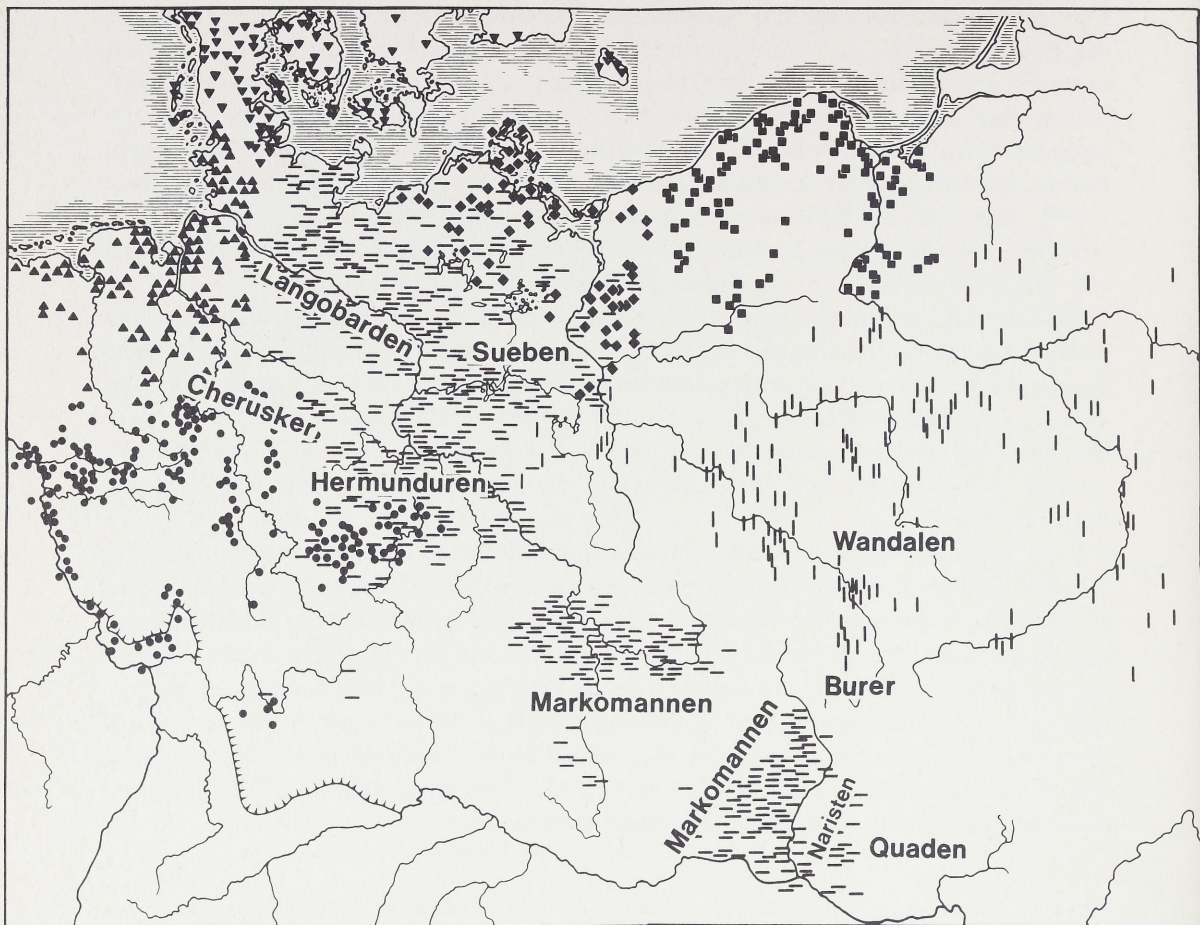 Langobarden
Sueben
Cherusker
Hermunduren
Wandalen
Burer
Markomannen
Markomannen
Naristen
Quaden